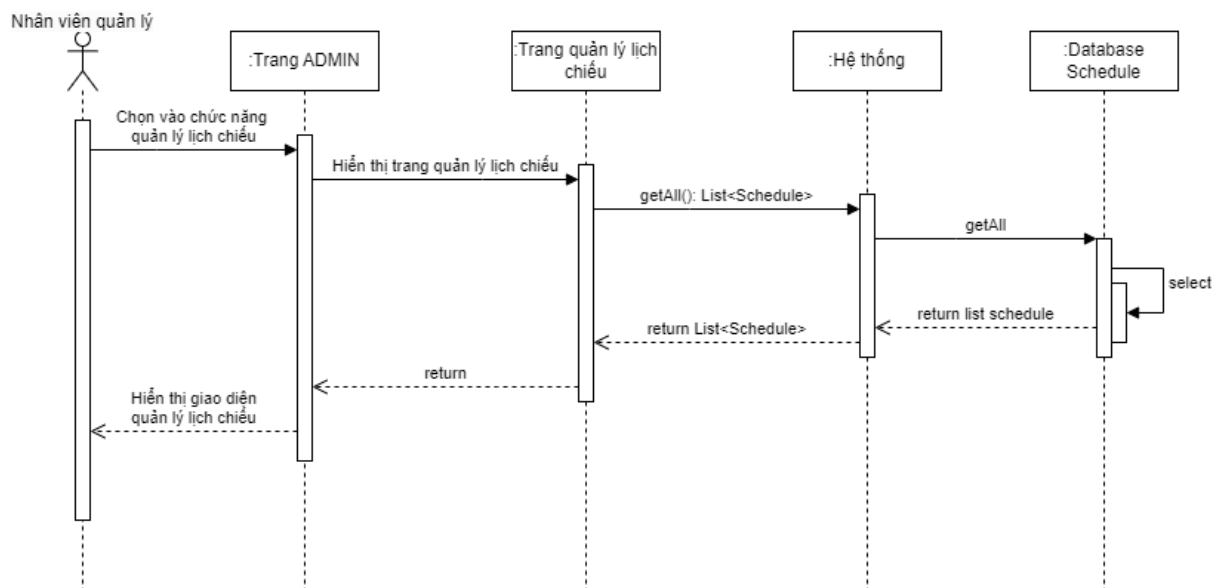 Nhân viên quản lý
:Trang ADMIN
:Trang quản lý lịch
chiếu
:Hệ thống
:Database
Schedule
Chọn vào chức năng
quản lý lịch chiếu
Hiển thị trang quản lý lịch chiếu
getAll(): List<Schedule>
getAll
select
return list schedule
return List<Schedule>
return
Hiển thị giao diện
quản lý lịch chiếu